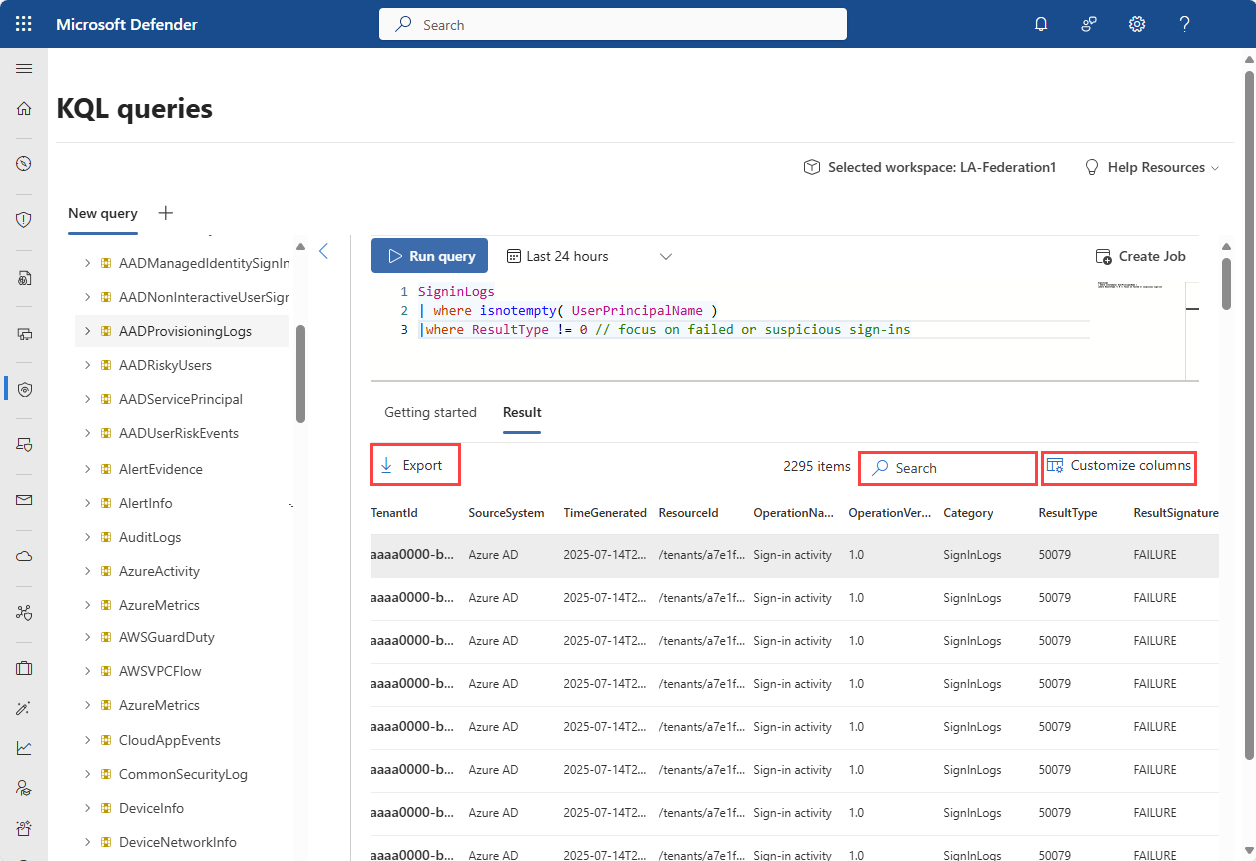 Microsoft Defender
Search
KQL queries
Selected workspace: LA-Federation1
Help Resources
New query
AADManagedIdentitySignIn
AADNonInteractiveUserSigr
AADProvisioningLogs
AADRiskyUsers
AADServicePrincipal
AADUserRiskEvents
AlertEvidence
AlertInfo
AuditLogs
AzureActivity
AzureMetrics
AWSGuardDuty
AWSVPCFlow
AzureMetrics
CloudAppEvents
CommonSecurityLog
DeviceInfo
DeviceNetworkInfo
Run query
Last 24 hours
Create Job
1 SigninLogs
2 | where isnotempty( UserPrincipalName )
3 |where ResultType != 0 // focus on failed or suspicious sign-ins
Getting started
Result
Export
2295 items
Search
Customize columns
TenantId SourceSystem TimeGenerated ResourceId OperationNa... OperationVer... Category ResultType ResultSignature
aaaa0000-b... Azure AD 2025-07-14T2... /tenants/a7e1f... Sign-in activity 1.0 SignInLogs 50079 FAILURE
aaaa0000-b... Azure AD 2025-07-14T2... /tenants/a7e1f... Sign-in activity 1.0 SignInLogs 50079 FAILURE
aaaa0000-b... Azure AD 2025-07-14T2... /tenants/a7e1f... Sign-in activity 1.0 SignInLogs 50079 FAILURE
aaaa0000-b... Azure AD 2025-07-14T2... /tenants/a7e1f... Sign-in activity 1.0 SignInLogs 50079 FAILURE
aaaa0000-b... Azure AD 2025-07-14T2... /tenants/a7e1f... Sign-in activity 1.0 SignInLogs 50079 FAILURE
aaaa0000-b... Azure AD 2025-07-14T2... /tenants/a7e1f... Sign-in activity 1.0 SignInLogs 50079 FAILURE
aaaa0000-b... Azure AD 2025-07-14T2... /tenants/a7e1f... Sign-in activity 1.0 SignInLogs 50079 FAILURE
aaaa0000-b... Azure AD 2025-07-14T2... /tenants/a7e1f... Sign-in activity 1.0 SignInLogs 50079 FAILURE